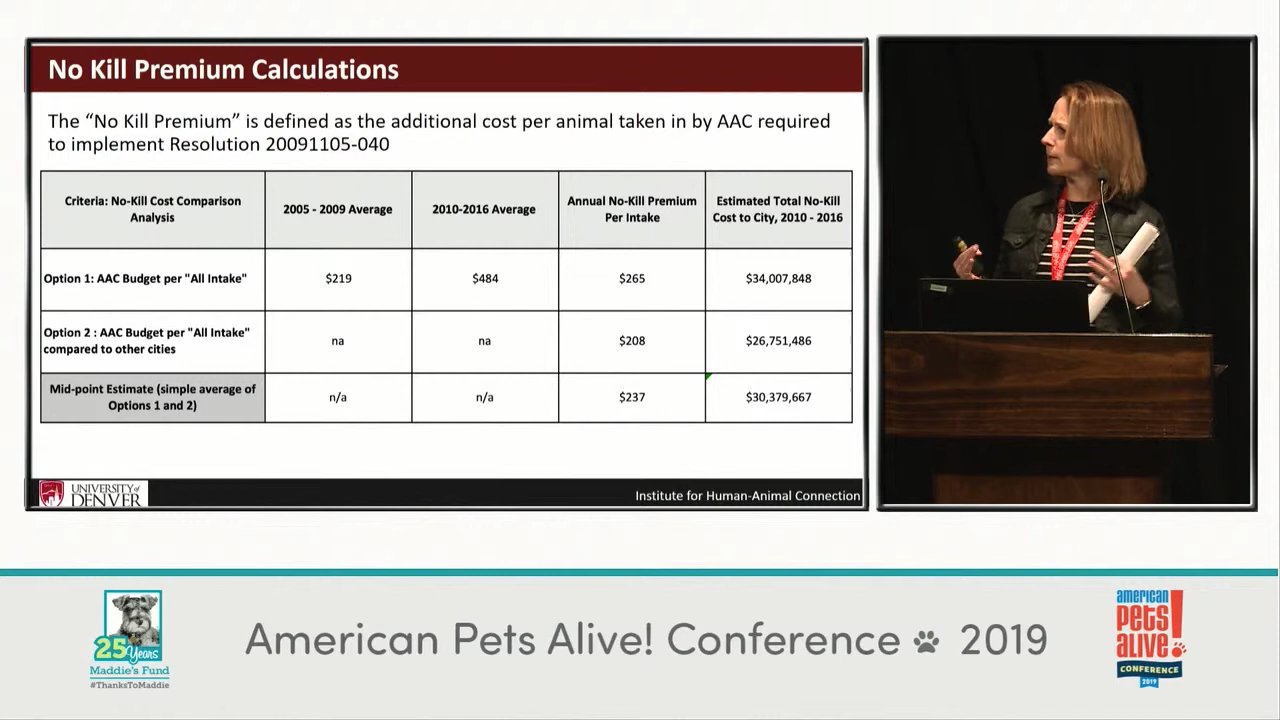 No Kill Premium Calculations
The “No Kill Premium” is defined as the additional cost per animal taken in by AAC required
to implement Resolution 20091105-040
Criteria: No-Kill Cost Comparison
Analysis
2005 - 2009 Average
2010-2016 Average
Annual No-Kill Premium
Per Intake
Estimated Total No-Kill
Cost to City, 2010 - 2016
Option 1: AAC Budget per "All Intake"
$219
$484
$265
$34,007,848
Option 2 : AAC Budget per "All Intake"
compared to other cities
na
na
$208
$26,751,486
Mid-point Estimate (simple average of
Options 1 and 2)
n/a
n/a
$237
$30,379,667
UNIVERSITY of
DENVER
Institute for Human-Animal Connection
25 Years
Maddie's Fund
#ThanksToMaddie
American Pets Alive! Conference 2019
american
pets
alive!
CONFERENCE
2019